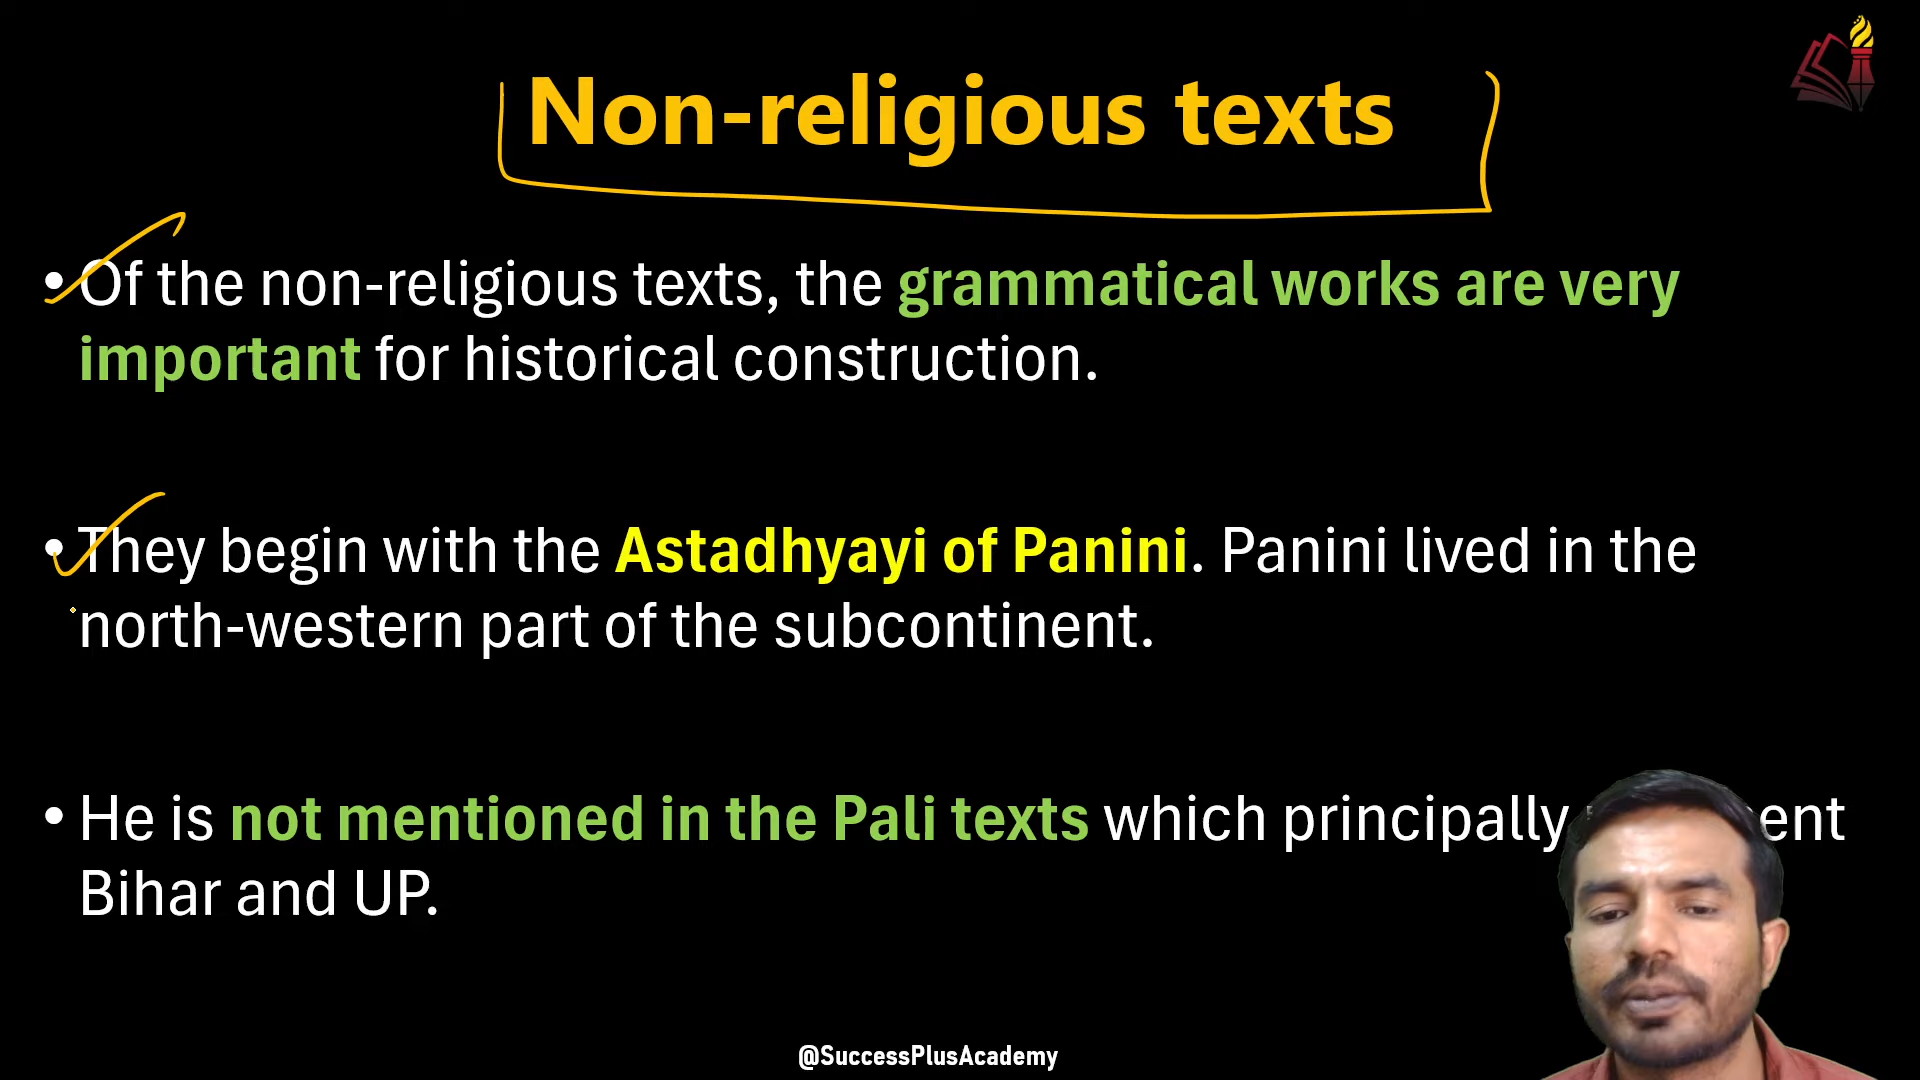 Non-religious texts
• Of the non-religious texts, the grammatical works are very
important for historical construction.
• They begin with the Astadhyayi of Panini. Panini lived in the
north-western part of the subcontinent.
• He is not mentioned in the Pali texts which principally
Bihar and UP.
@SuccessPlusAcademy